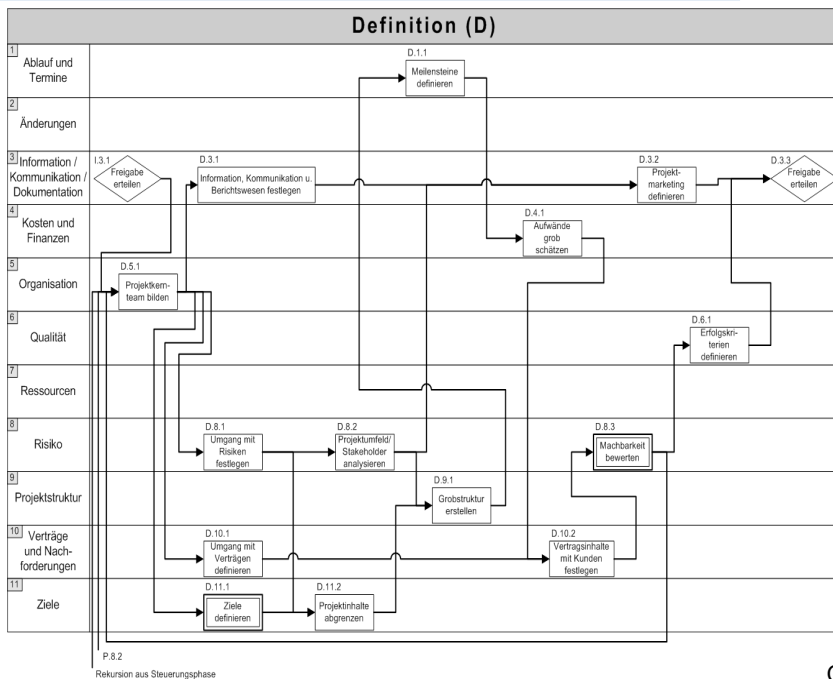 Definition (D)
1
Ablauf und
Termine
D.1.1
Meilensteine
definieren
2
Änderungen
3
Information /
Kommunikation /
Dokumentation
I.3.1
Freigabe
erteilen
D.3.1
Information, Kommunikation u.
Berichtswesen festlegen
D.3.2
Projekt-
marketing
definieren
D.3.3
Freigabe
erteilen
4
Kosten und
Finanzen
D.4.1
Aufwände
grob
schätzen
5
Organisation
D.5.1
Projektkern-
team bilden
6
Qualität
D.6.1
Erfolgskri-
terien
definieren
7
Ressourcen
8
Risiko
D.8.1
Umgang mit
Risiken
festlegen
D.8.2
Projektumfeld/
Stakeholder
analysieren
D.8.3
Machbarkeit
bewerten
9
Projektstruktur
D.9.1
Grobstruktur
erstellen
10
Verträge
und Nach-
forderungen
D.10.1
Umgang mit
Verträgen
definieren
D.10.2
Vertragsinhalte
mit Kunden
festlegen
11
Ziele
D.11.1
Ziele
definieren
D.11.2
Projektinhalte
abgrenzen
P.8.2
Rekursion aus Steuerungsphase